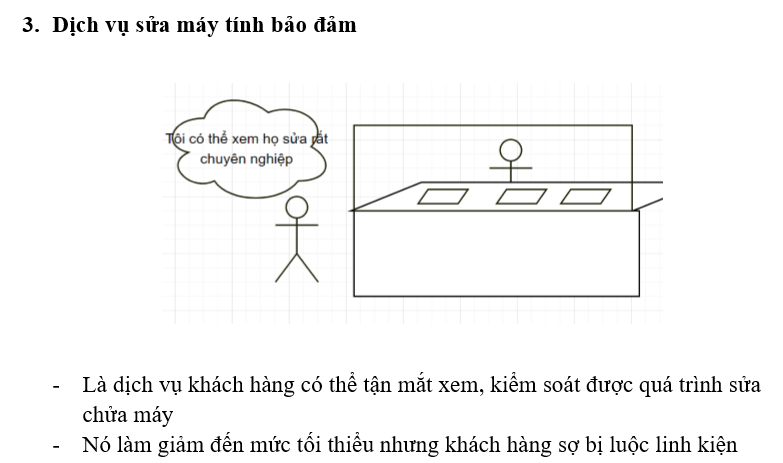 3. Dịch vụ sửa máy tính bảo đảm
Tôi có thể xem họ sửa rất
chuyên nghiệp
- Là dịch vụ khách hàng có thể tận mắt xem, kiểm soát được quá trình sửa
chửa máy
- Nó làm giảm đến mức tối thiểu nhưng khách hàng sợ bị luộc linh kiện